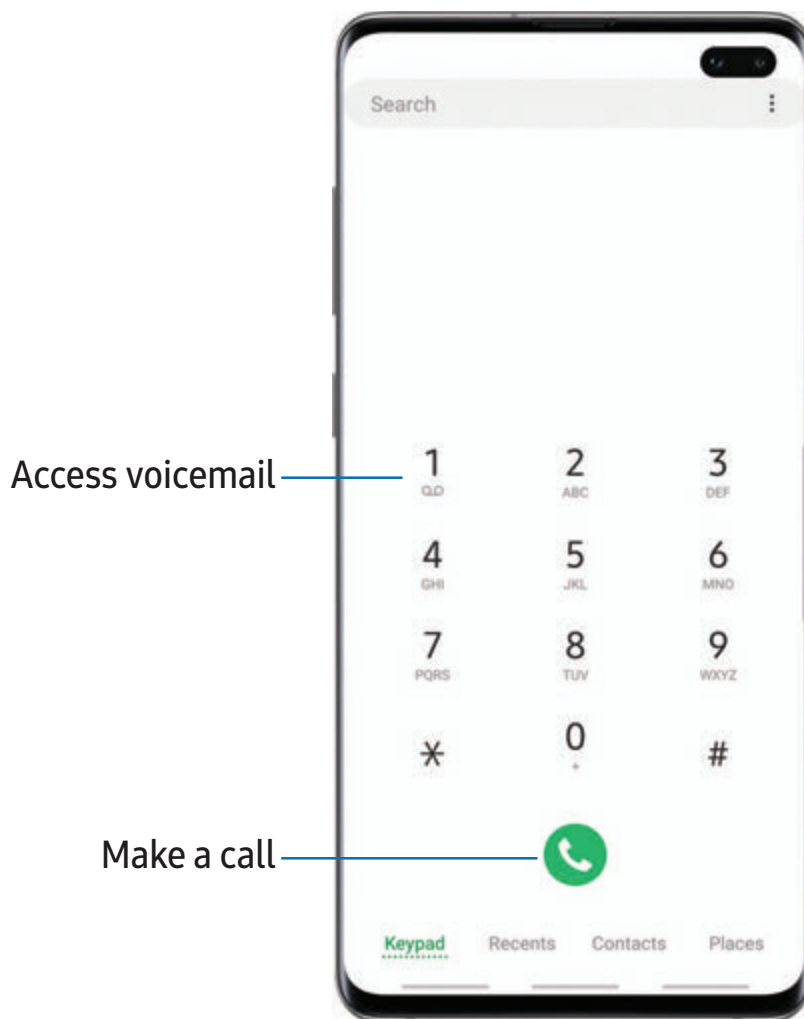 Search
Access voicemail
1 2 3
ABC DEF
4 5 6
GHI JKL MNO
7 8 9
PQRS TUV WXYZ
* 0 #
+
Make a call
Keypad Recents Contacts Places